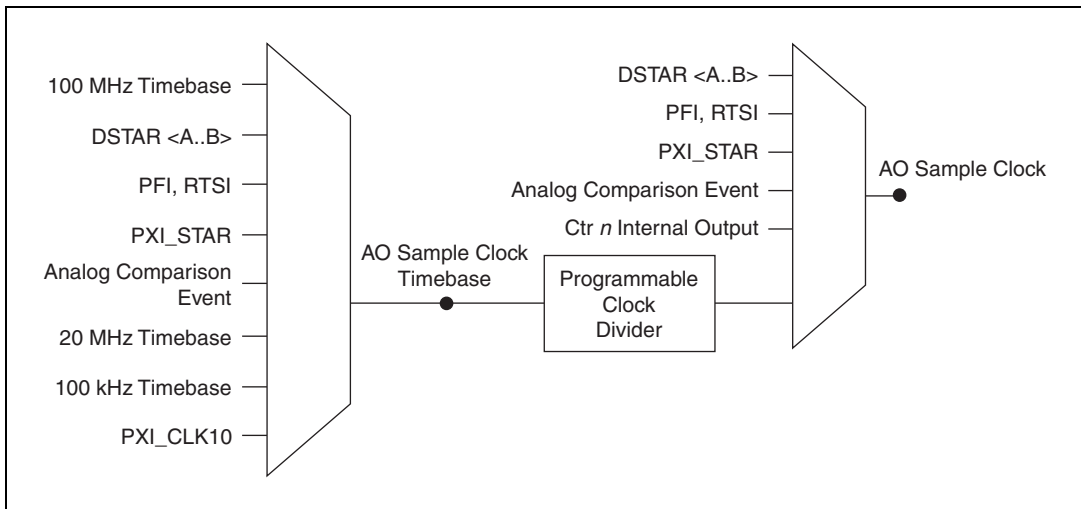 100 MHz Timebase
DSTAR <A..B>
PFI, RTSI
PXI_STAR
Analog Comparison
Event
20 MHz Timebase
100 kHz Timebase
PXI_CLK10
AO Sample Clock
Timebase
Programmable
Clock
Divider
DSTAR <A..B>
PFI, RTSI
PXI_STAR
Analog Comparison Event
Ctr n Internal Output
AO Sample Clock